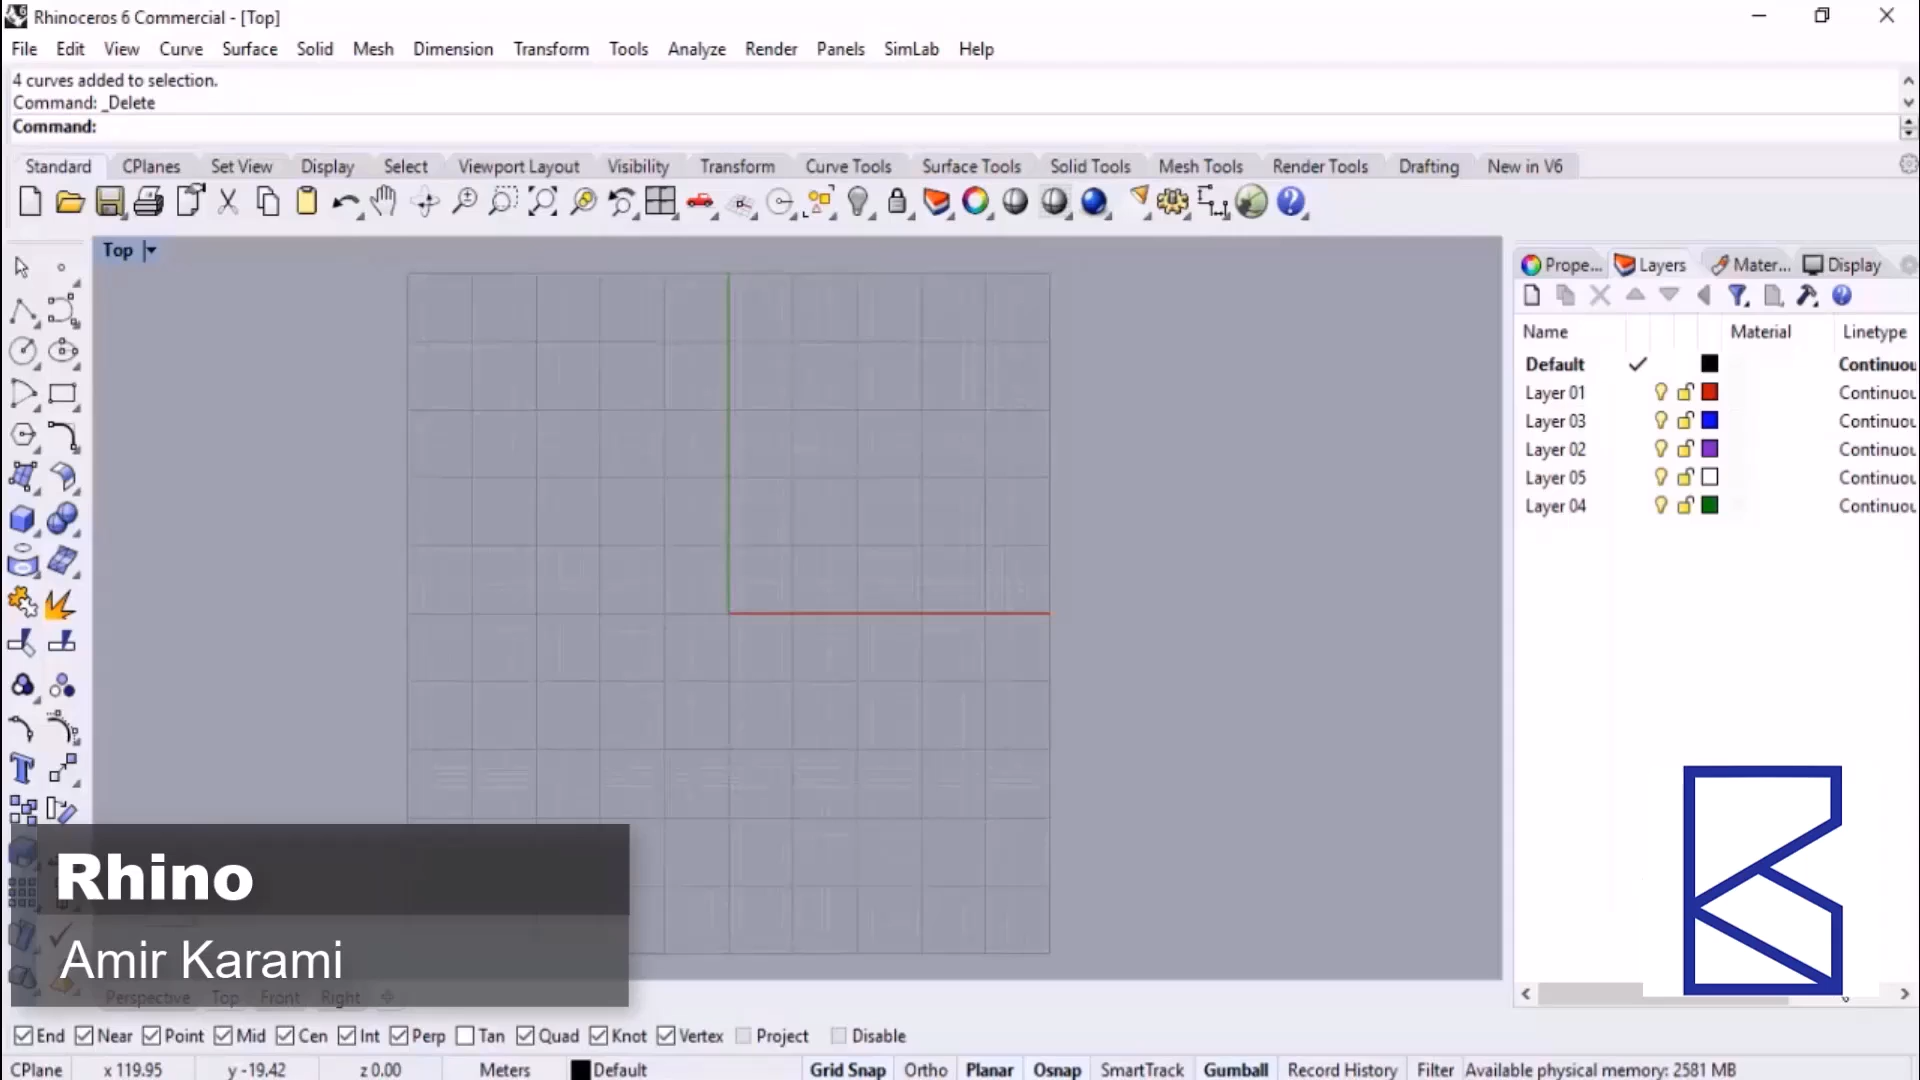 Rhinoceros 6 Commercial - [Top]
File Edit View Curve Surface Solid Mesh Dimension Transform Tools Analyze Render Panels SimLab Help
4 curves added to selection.
Command: _Delete
Command:
Standard CPlanes Set View Display Select Viewport Layout Visibility Transform Curve Tools Surface Tools Solid Tools Mesh Tools Render Tools Drafting New in V6
Top
Prope... Layers Mater... Display
Name Material Linetype
Default Continuou
Layer 01 Continuou
Layer 03 Continuou
Layer 02 Continuou
Layer 05 Continuou
Layer 04 Continuou
Rhino
Amir Karami
Perspective Top Front Right
End Near Point Mid Cen Int Perp Tan Quad Knot Vertex Project Disable
CPlane x 119.95 y -19.42 z 0.00 Meters Default Grid Snap Ortho Planar Osnap SmartTrack Gumball Record History Filter Available physical memory: 2581 MB